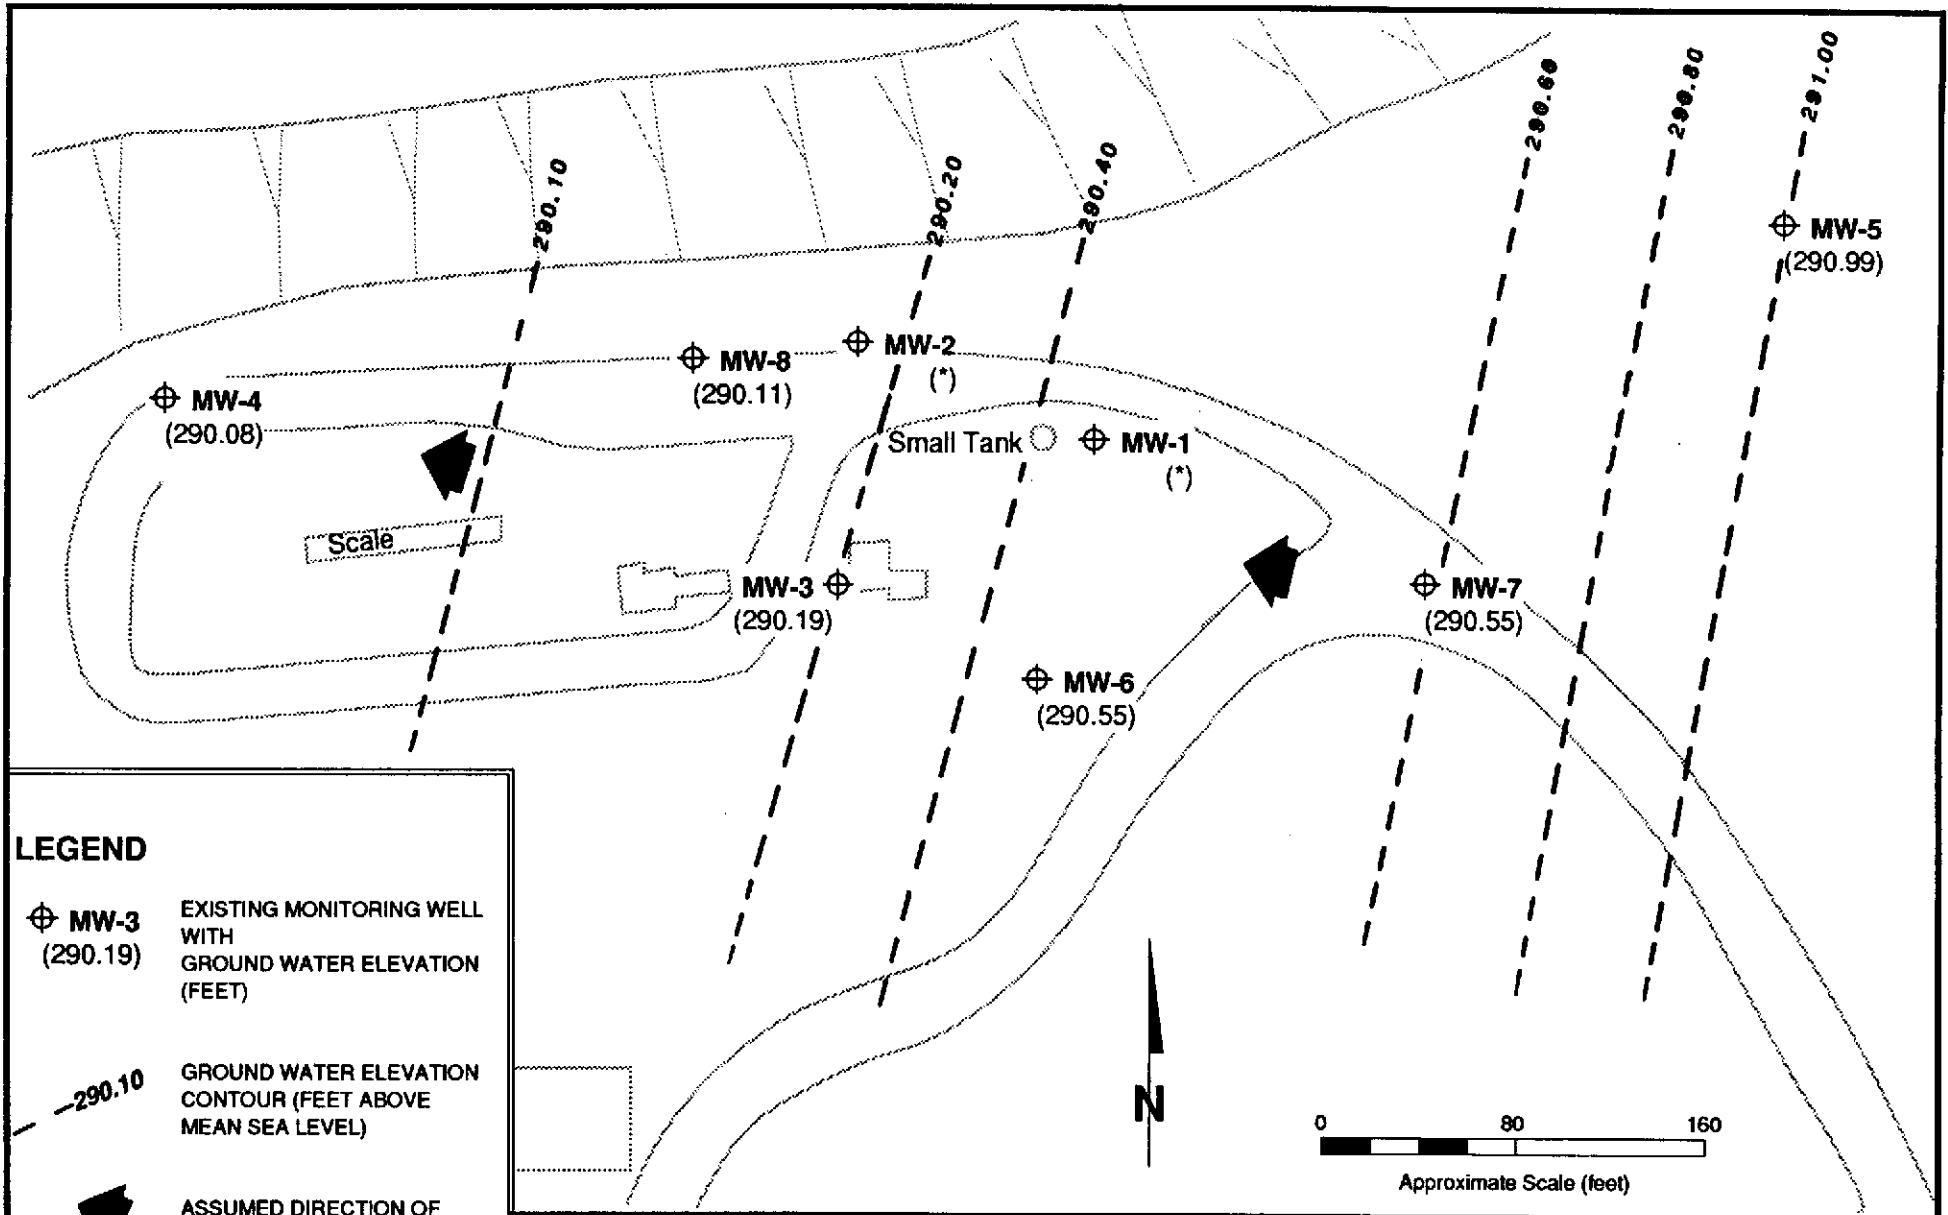 290.10
290.20
290.40
290.60
290.80
291.00
MW-5
(290.99)
MW-2
(*)
MW-8
(290.11)
MW-4
(290.08)
Small Tank
MW-1
(*)
Scale
MW-3
(290.19)
MW-7
(290.55)
MW-6
(290.55)
LEGEND
MW-3
(290.19)
EXISTING MONITORING WELL
WITH
GROUND WATER ELEVATION
(FEET)
290.10
GROUND WATER ELEVATION
CONTOUR (FEET ABOVE
MEAN SEA LEVEL)
ASSUMED DIRECTION OF
N
0 80 160
Approximate Scale (feet)